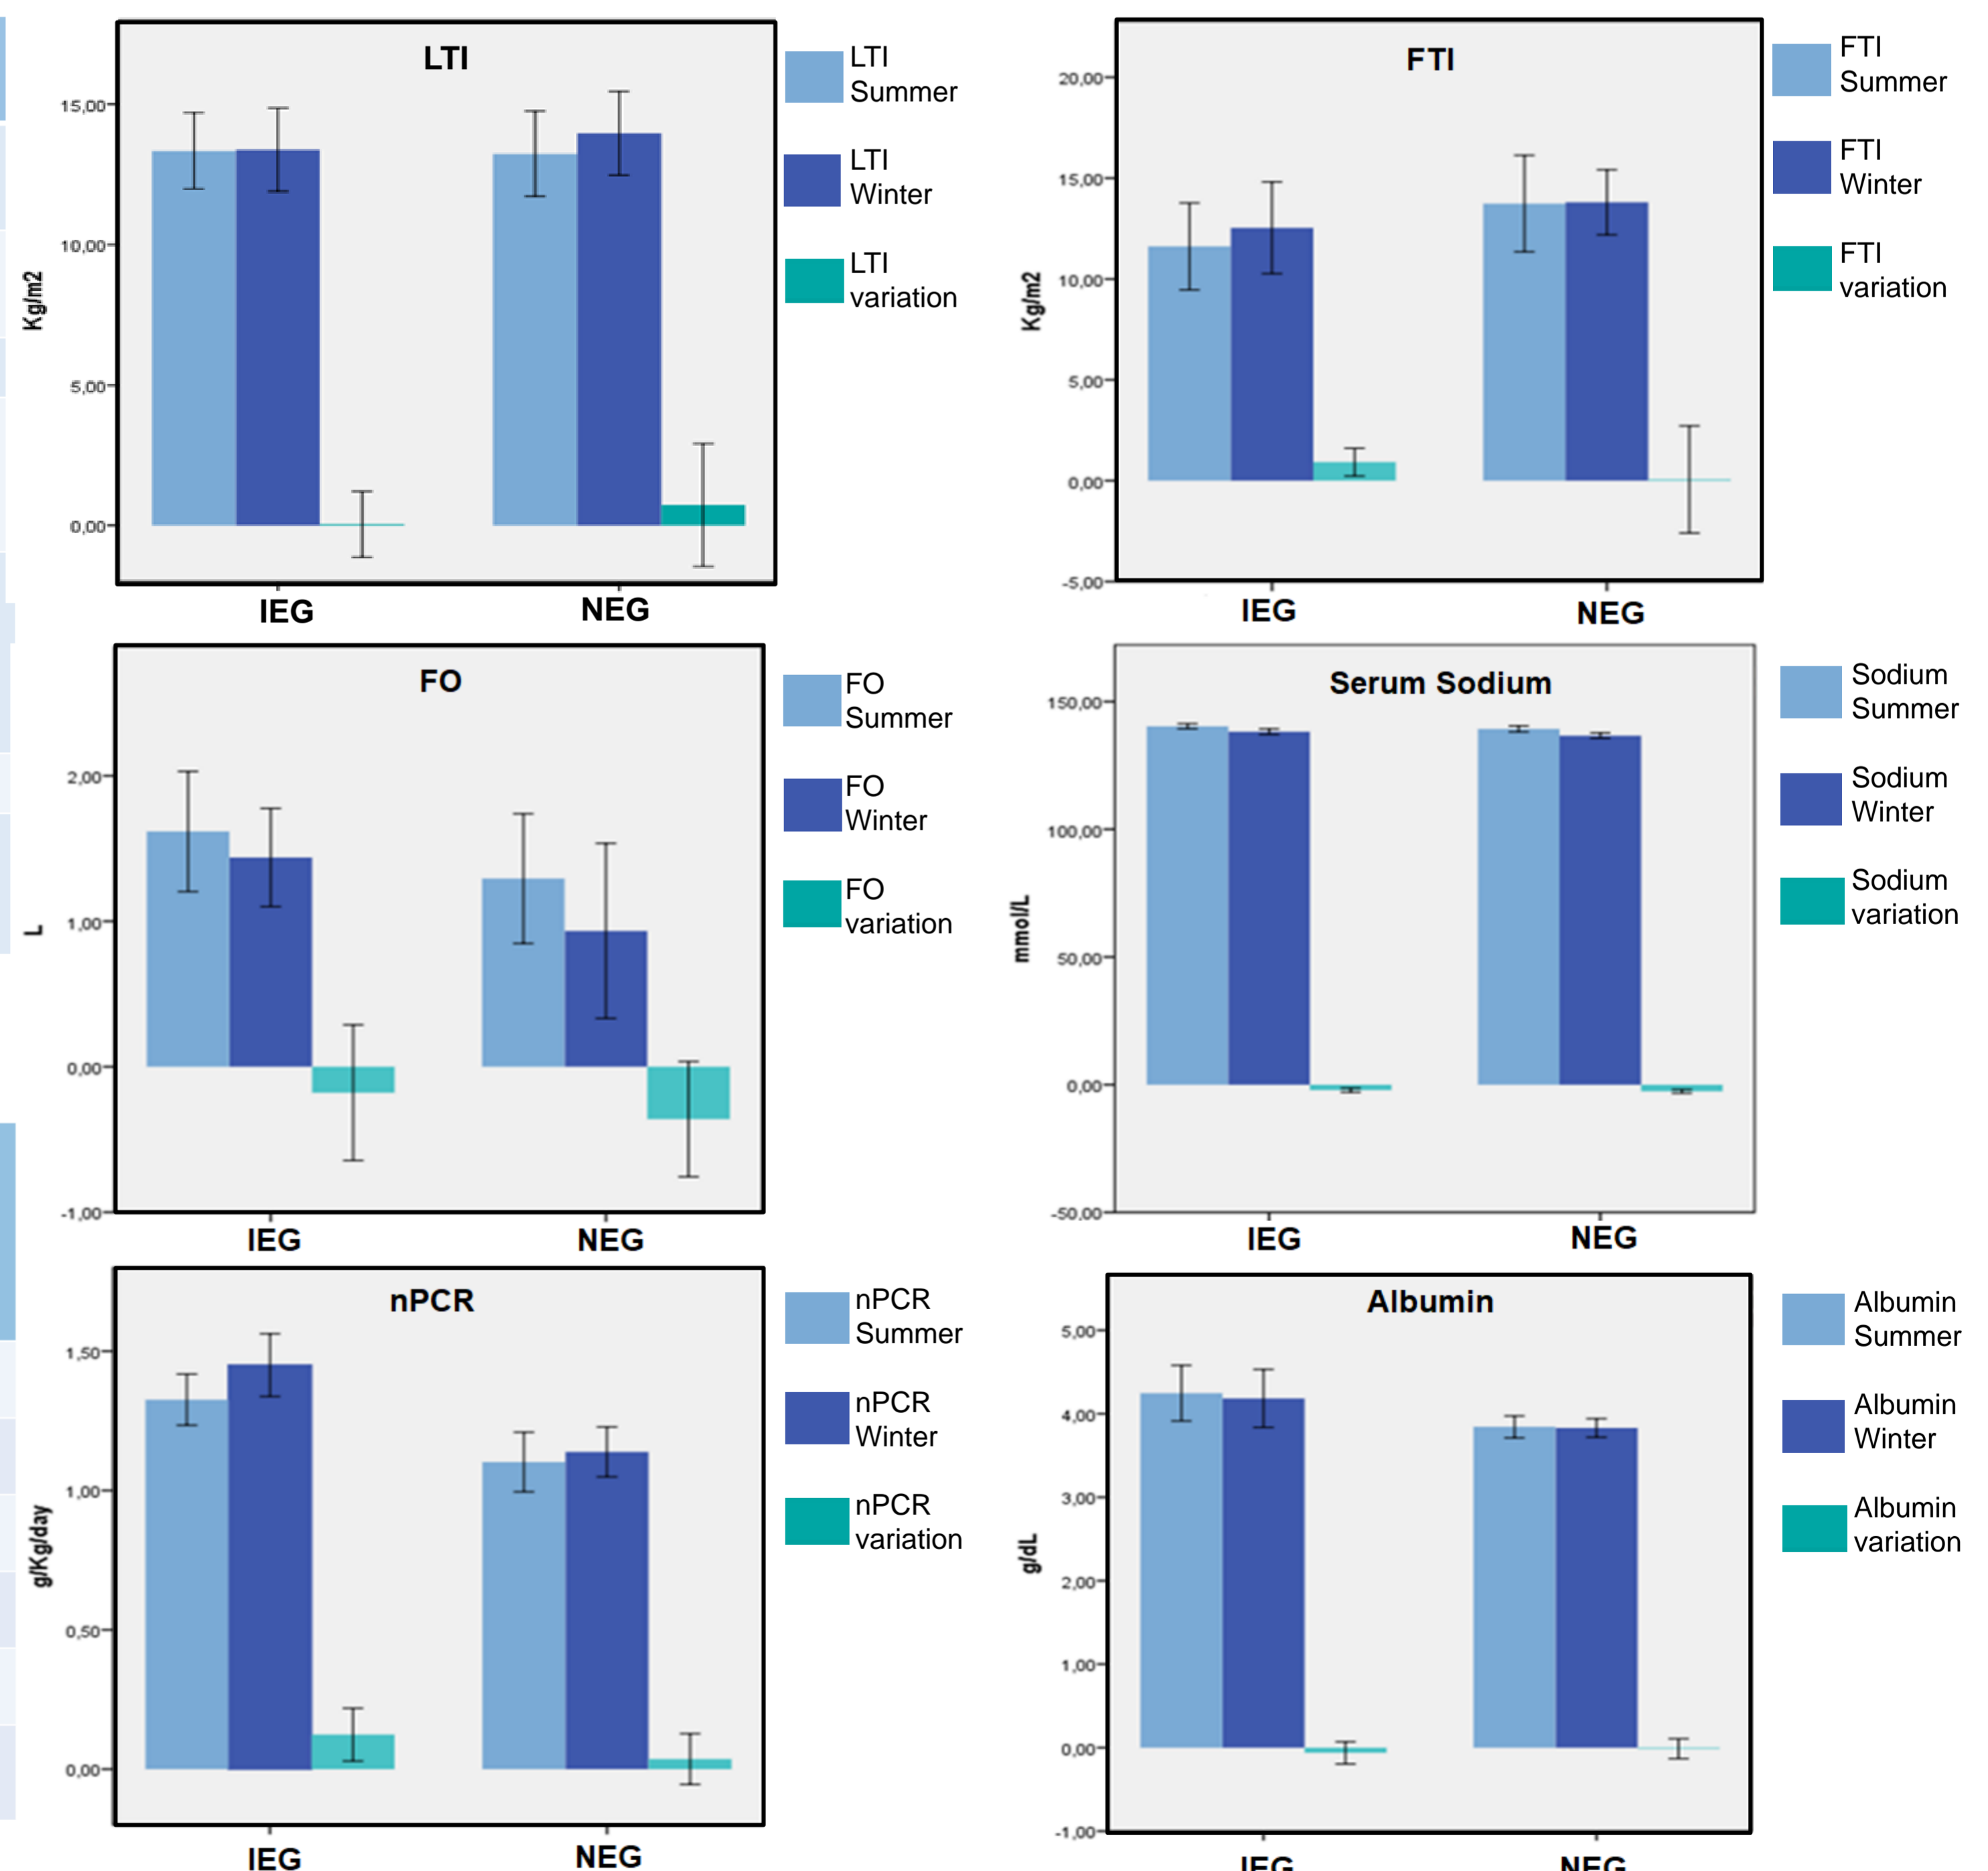 LTI
15,00
10,00
5,00
0,00
Kg/m2
IEG
NEG
LTI
Summer
LTI
Winter
LTI
variation
FTI
20,00
15,00
10,00
5,00
0,00
-5,00
Kg/m2
IEG
NEG
FTI
Summer
FTI
Winter
FTI
variation
FO
2,00
1,00
0,00
-1,00
L
IEG
NEG
FO
Summer
FO
Winter
FO
variation
Serum Sodium
150,00
100,00
50,00
0,00
-50,00
mmol/L
IEG
NEG
Sodium
Summer
Sodium
Winter
Sodium
variation
nPCR
1,50
1,00
0,50
0,00
g/Kg/day
IEG
NEG
nPCR
Summer
nPCR
Winter
nPCR
variation
Albumin
5,00
4,00
3,00
2,00
1,00
0,00
-1,00
g/dL
IEG
NEG
Albumin
Summer
Albumin
Winter
Albumin
variation